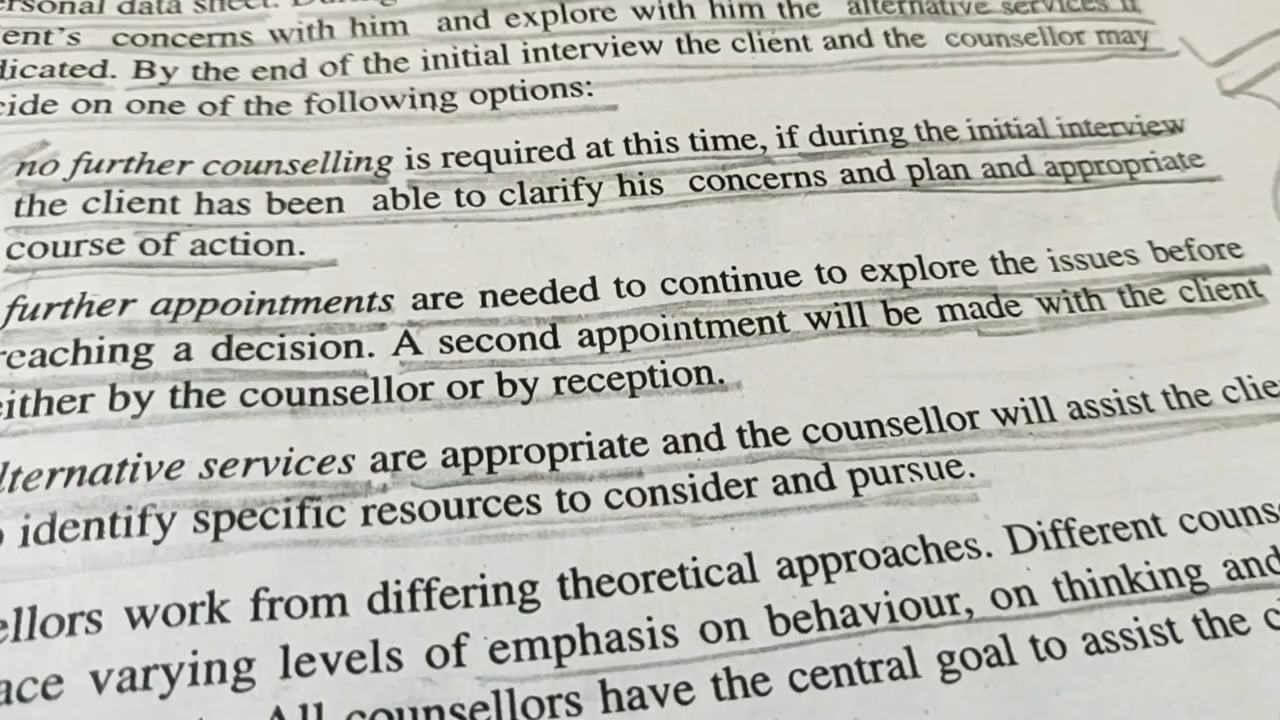 personal data sheet.
ent's concerns with him and explore with him the alternative services if
dicated. By the end of the initial interview the client and the counsellor may
cide on one of the following options:
no further counselling is required at this time, if during the initial interview
the client has been able to clarify his concerns and plan and appropriate
course of action.
further appointments are needed to continue to explore the issues before
reaching a decision. A second appointment will be made with the client
either by the counsellor or by reception.
lternative services are appropriate and the counsellor will assist the clie
identify specific resources to consider and pursue.
ellors work from differing theoretical approaches. Different couns
ace varying levels of emphasis on behaviour, on thinking and
All counsellors have the central goal to assist the c